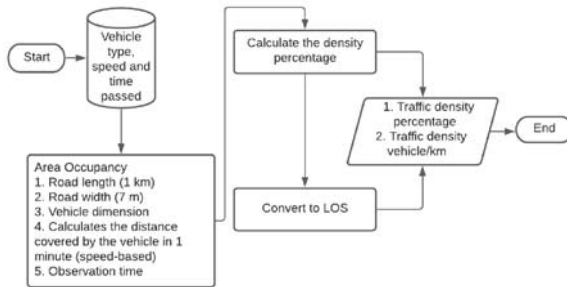 Start
Vehicle
type,
speed and
time
passed
Area Occupancy
1. Road length (1 km)
2. Road width (7 m)
3. Vehicle dimension
4. Calculates the distance
covered by the vehicle in 1
minute (speed-based)
5. Observation time
Calculate the density
percentage
Convert to LOS
1. Traffic density
percentage
2. Traffic density
vehicle/km
End